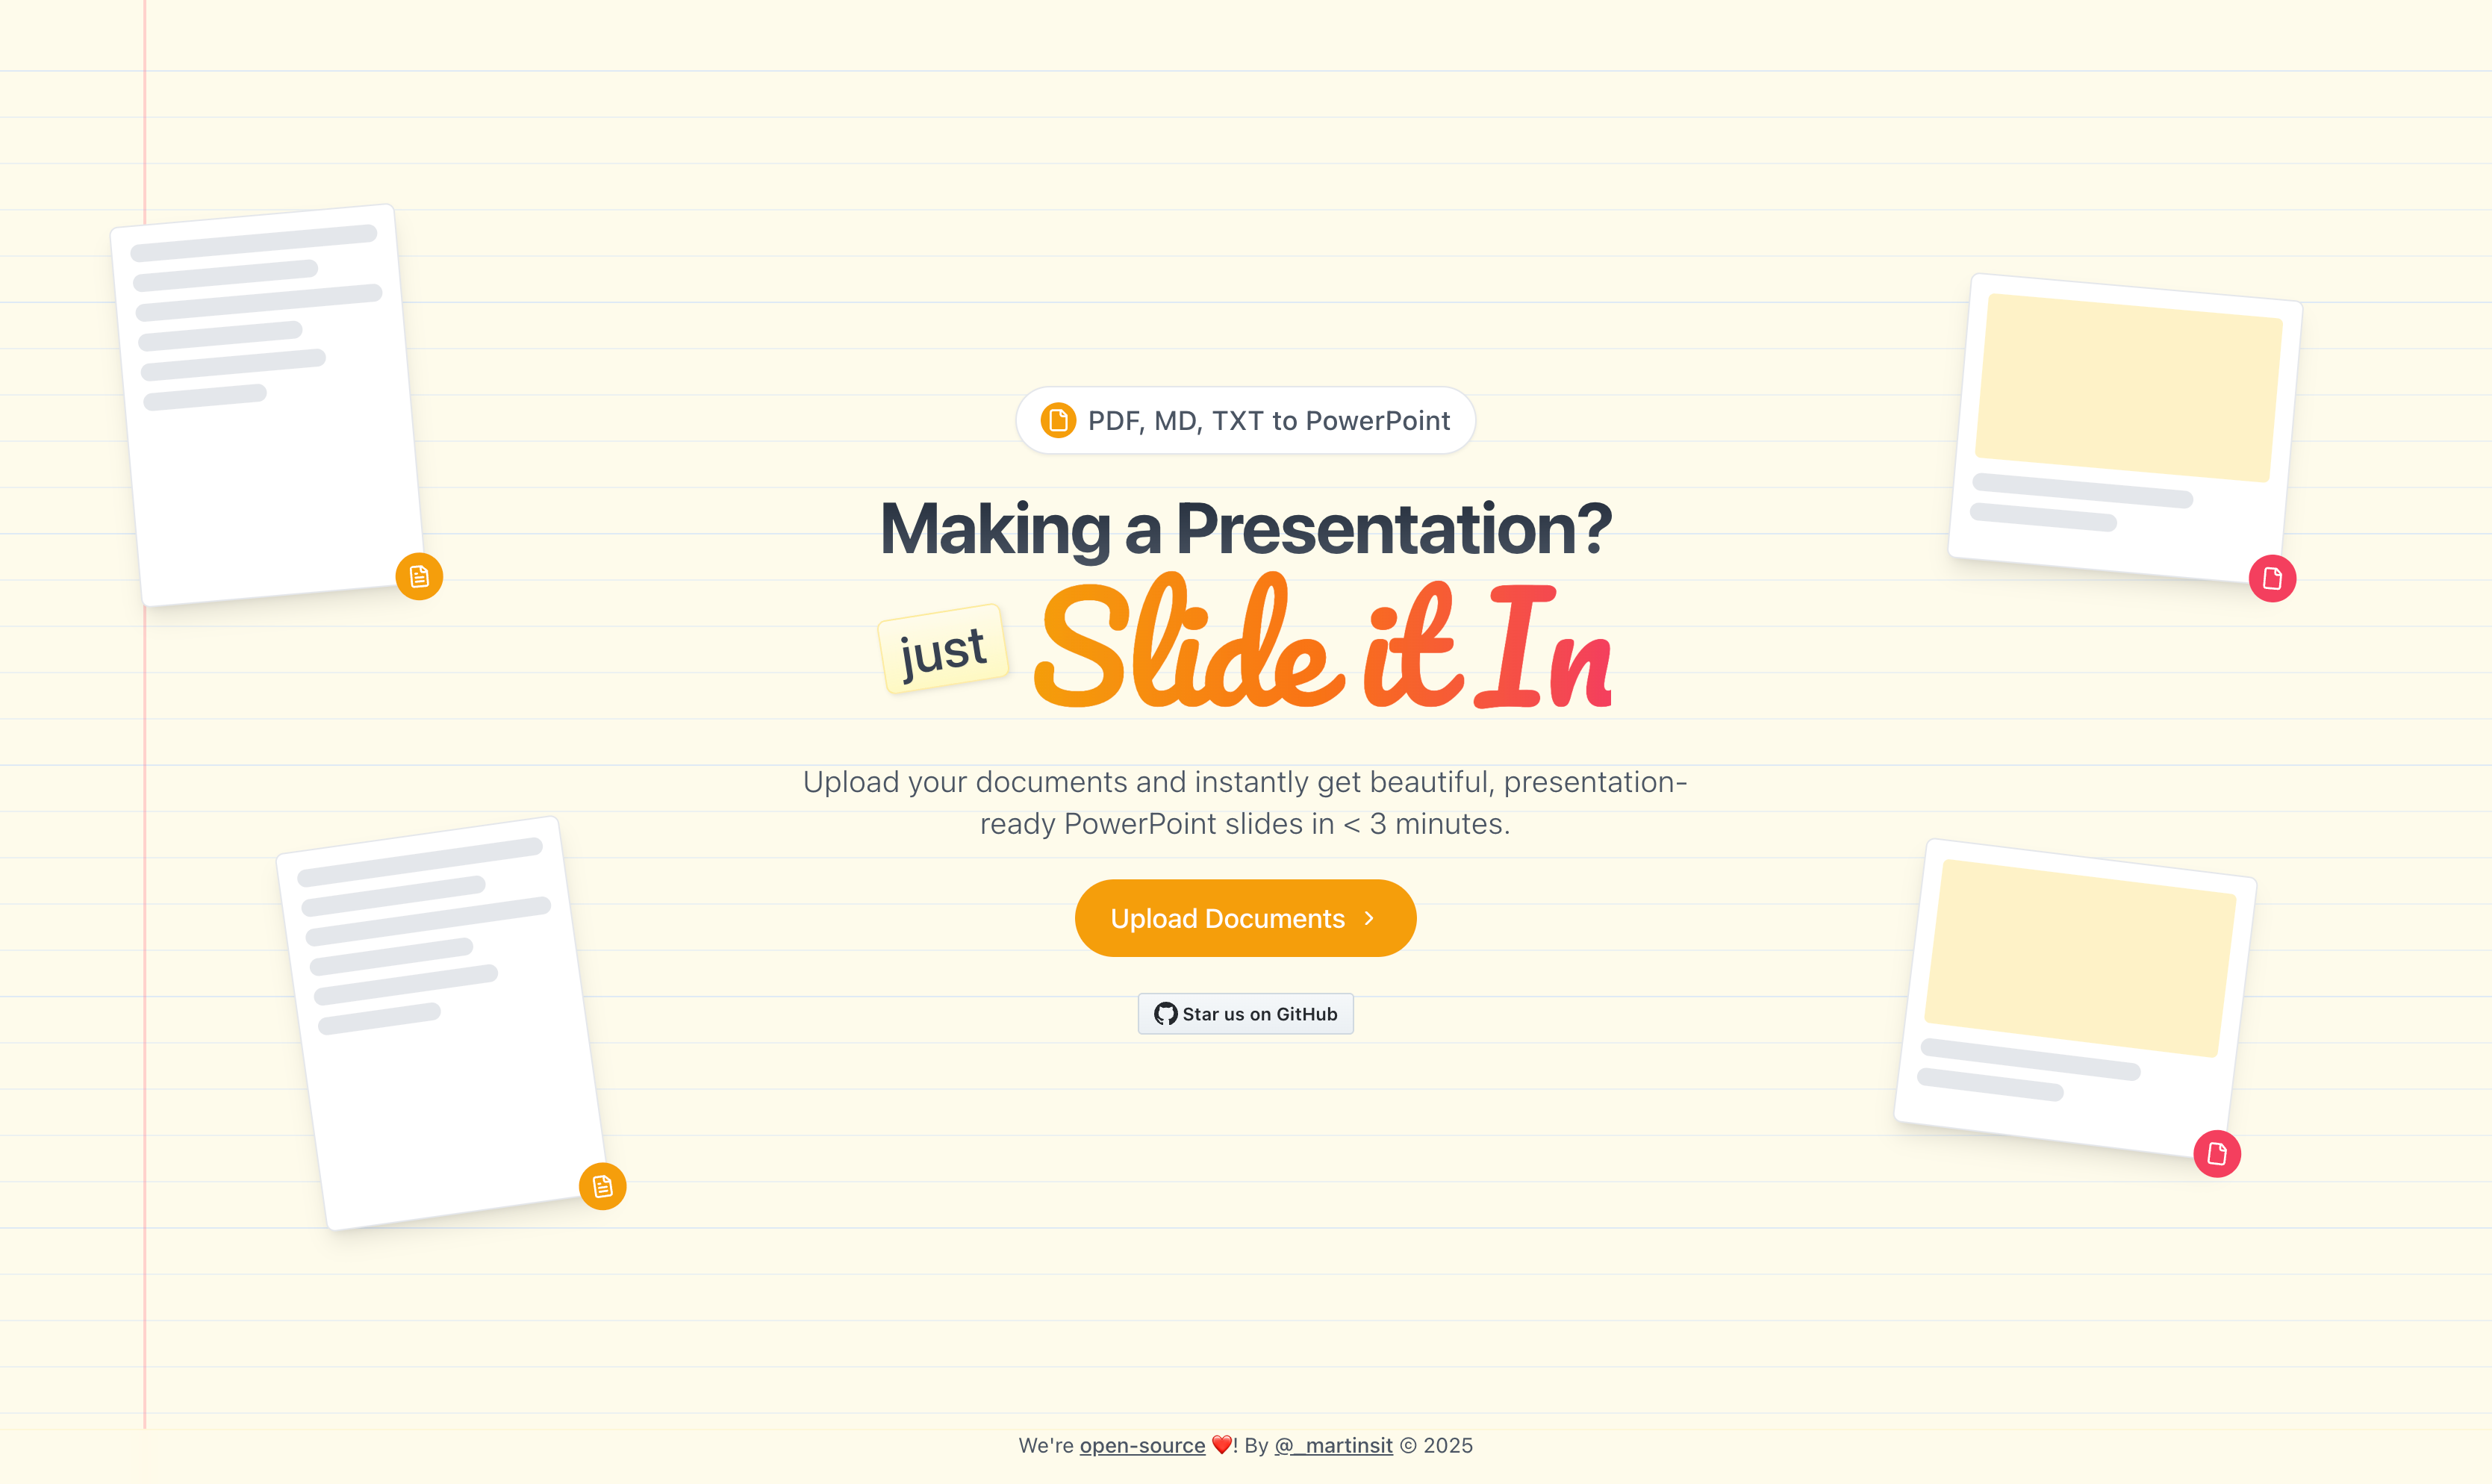 PDF, MD, TXT to PowerPoint
Making a Presentation?
just Slide it In
Upload your documents and instantly get beautiful, presentation-
ready PowerPoint slides in < 3 minutes.
Upload Documents
Star us on GitHub
We're open-source ❤️! By @_martinsit © 2025